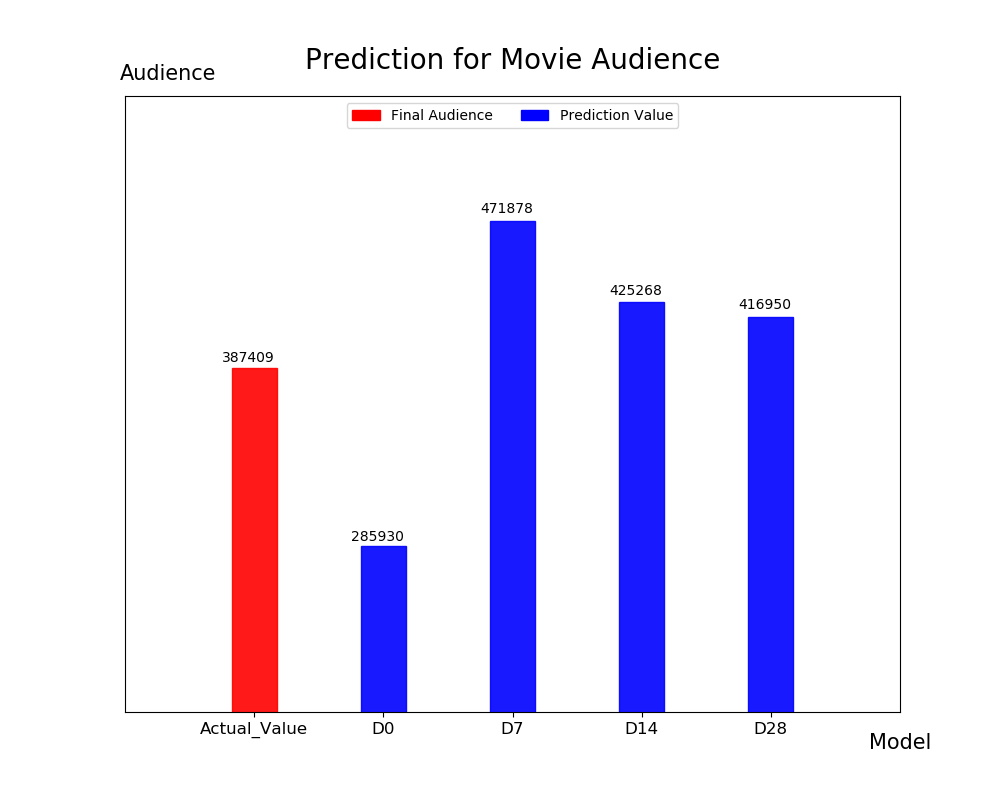 Prediction for Movie Audience
Audience
Final Audience Prediction Value
471878
425268
416950
387409
285930
Actual_Value D0 D7 D14 D28
Model